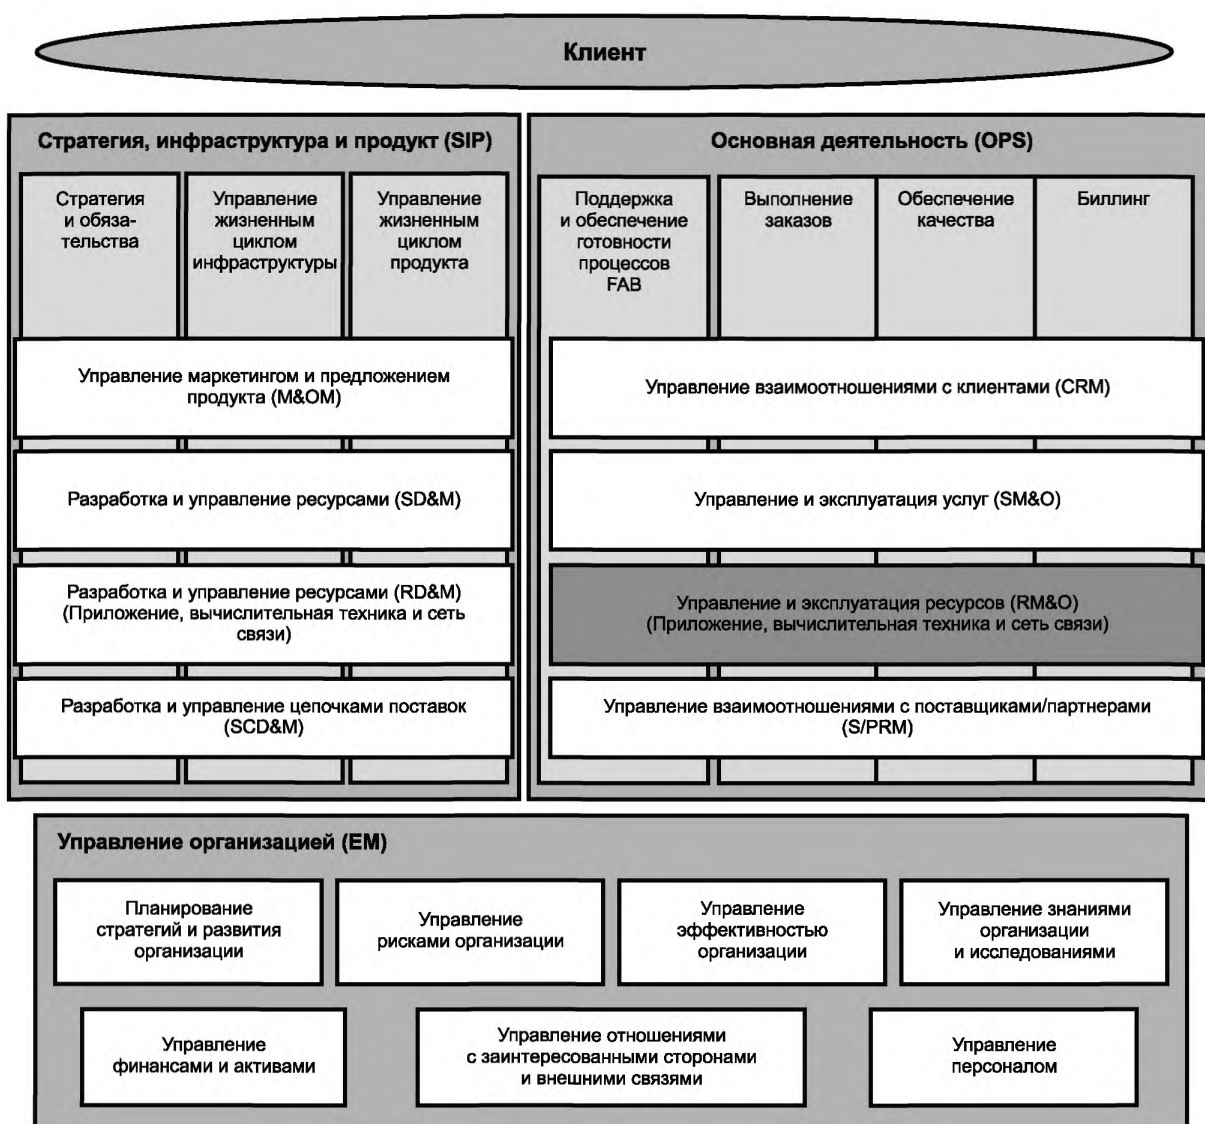 Клиент
Стратегия, инфраструктура и продукт (SIP)
Стратегия
и обяза-
тельства
Управление
жизненным
циклом
инфраструктуры
Управление
жизненным
циклом
продукта
Управление маркетингом и предложением
продукта (M&OM)
Разработка и управление ресурсами (SD&M)
Разработка и управление ресурсами (RD&M)
(Приложение, вычислительная техника и сеть
связи)
Разработка и управление цепочками поставок
(SCD&M)
Основная деятельность (OPS)
Поддержка
и обеспечение
готовности
процессов
FAB
Выполнение
заказов
Обеспечение
качества
Биллинг
Управление взаимоотношениями с клиентами (CRM)
Управление и эксплуатация услуг (SM&O)
Управление и эксплуатация ресурсов (RM&O)
(Приложение, вычислительная техника и сеть связи)
Управление взаимоотношениями с поставщиками/партнерами
(S/PRM)
Управление организацией (EM)
Планирование
стратегий и развития
организации
Управление
рисками организации
Управление
эффективностью
организации
Управление знаниями
организации
и исследованиями
Управление
финансами и активами
Управление отношениями
с заинтересованными сторонами
и внешними связями
Управление
персоналом